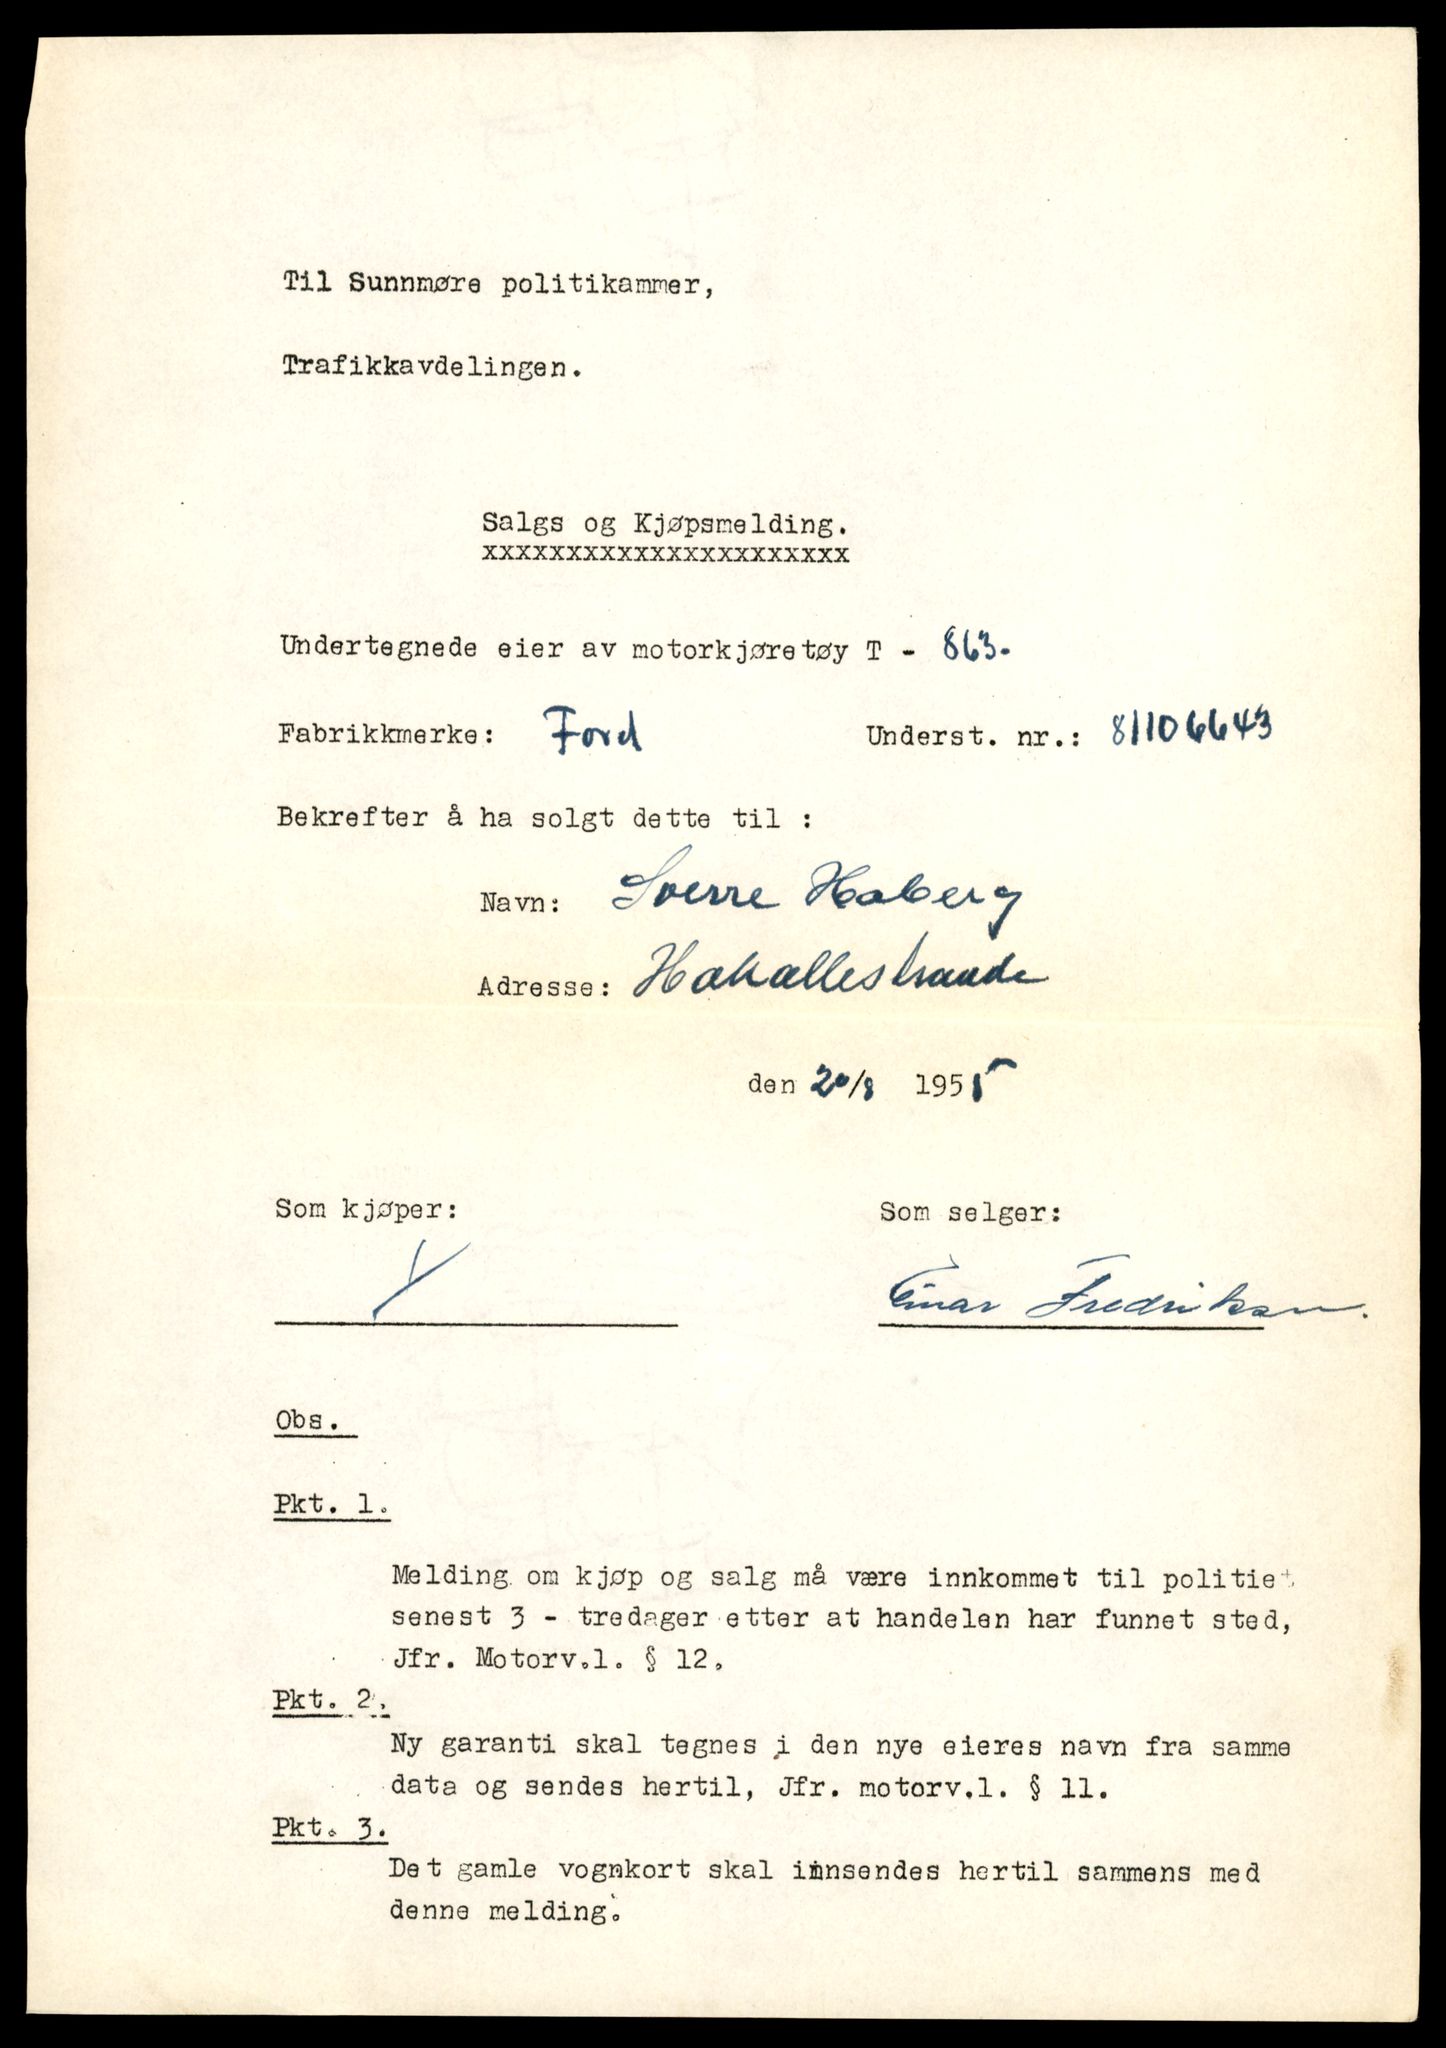 Til Sunnmøre politikammer,
Trafikkavdelingen.
Salgs og Kjøpsmelding.
xxxxxxxxxxxxxxxxxxxxxx
Undertegnede eier av motorkjøretøy T - 863.
Fabrikkmerke: Ford Underst. nr.: 81106643
Bekrefter å ha solgt dette til :
Navn: Sverre Haberg
Adresse: Hakallestrande
den 20/8 1955
Som kjøper: Som selger:
Einar Fredriksen.
Obs.
Pkt. 1.
Melding om kjøp og salg må være innkommet til politiet
senest 3 - tredager etter at handelen har funnet sted,
Jfr. Motorv.l. § 12.
Pkt. 2.
Ny garanti skal tegnes i den nye eieres navn fra samme
data og sendes hertil, Jfr. motorv.l. § 11.
Pkt. 3.
Det gamle vognkort skal innsendes hertil sammens med
denne melding.